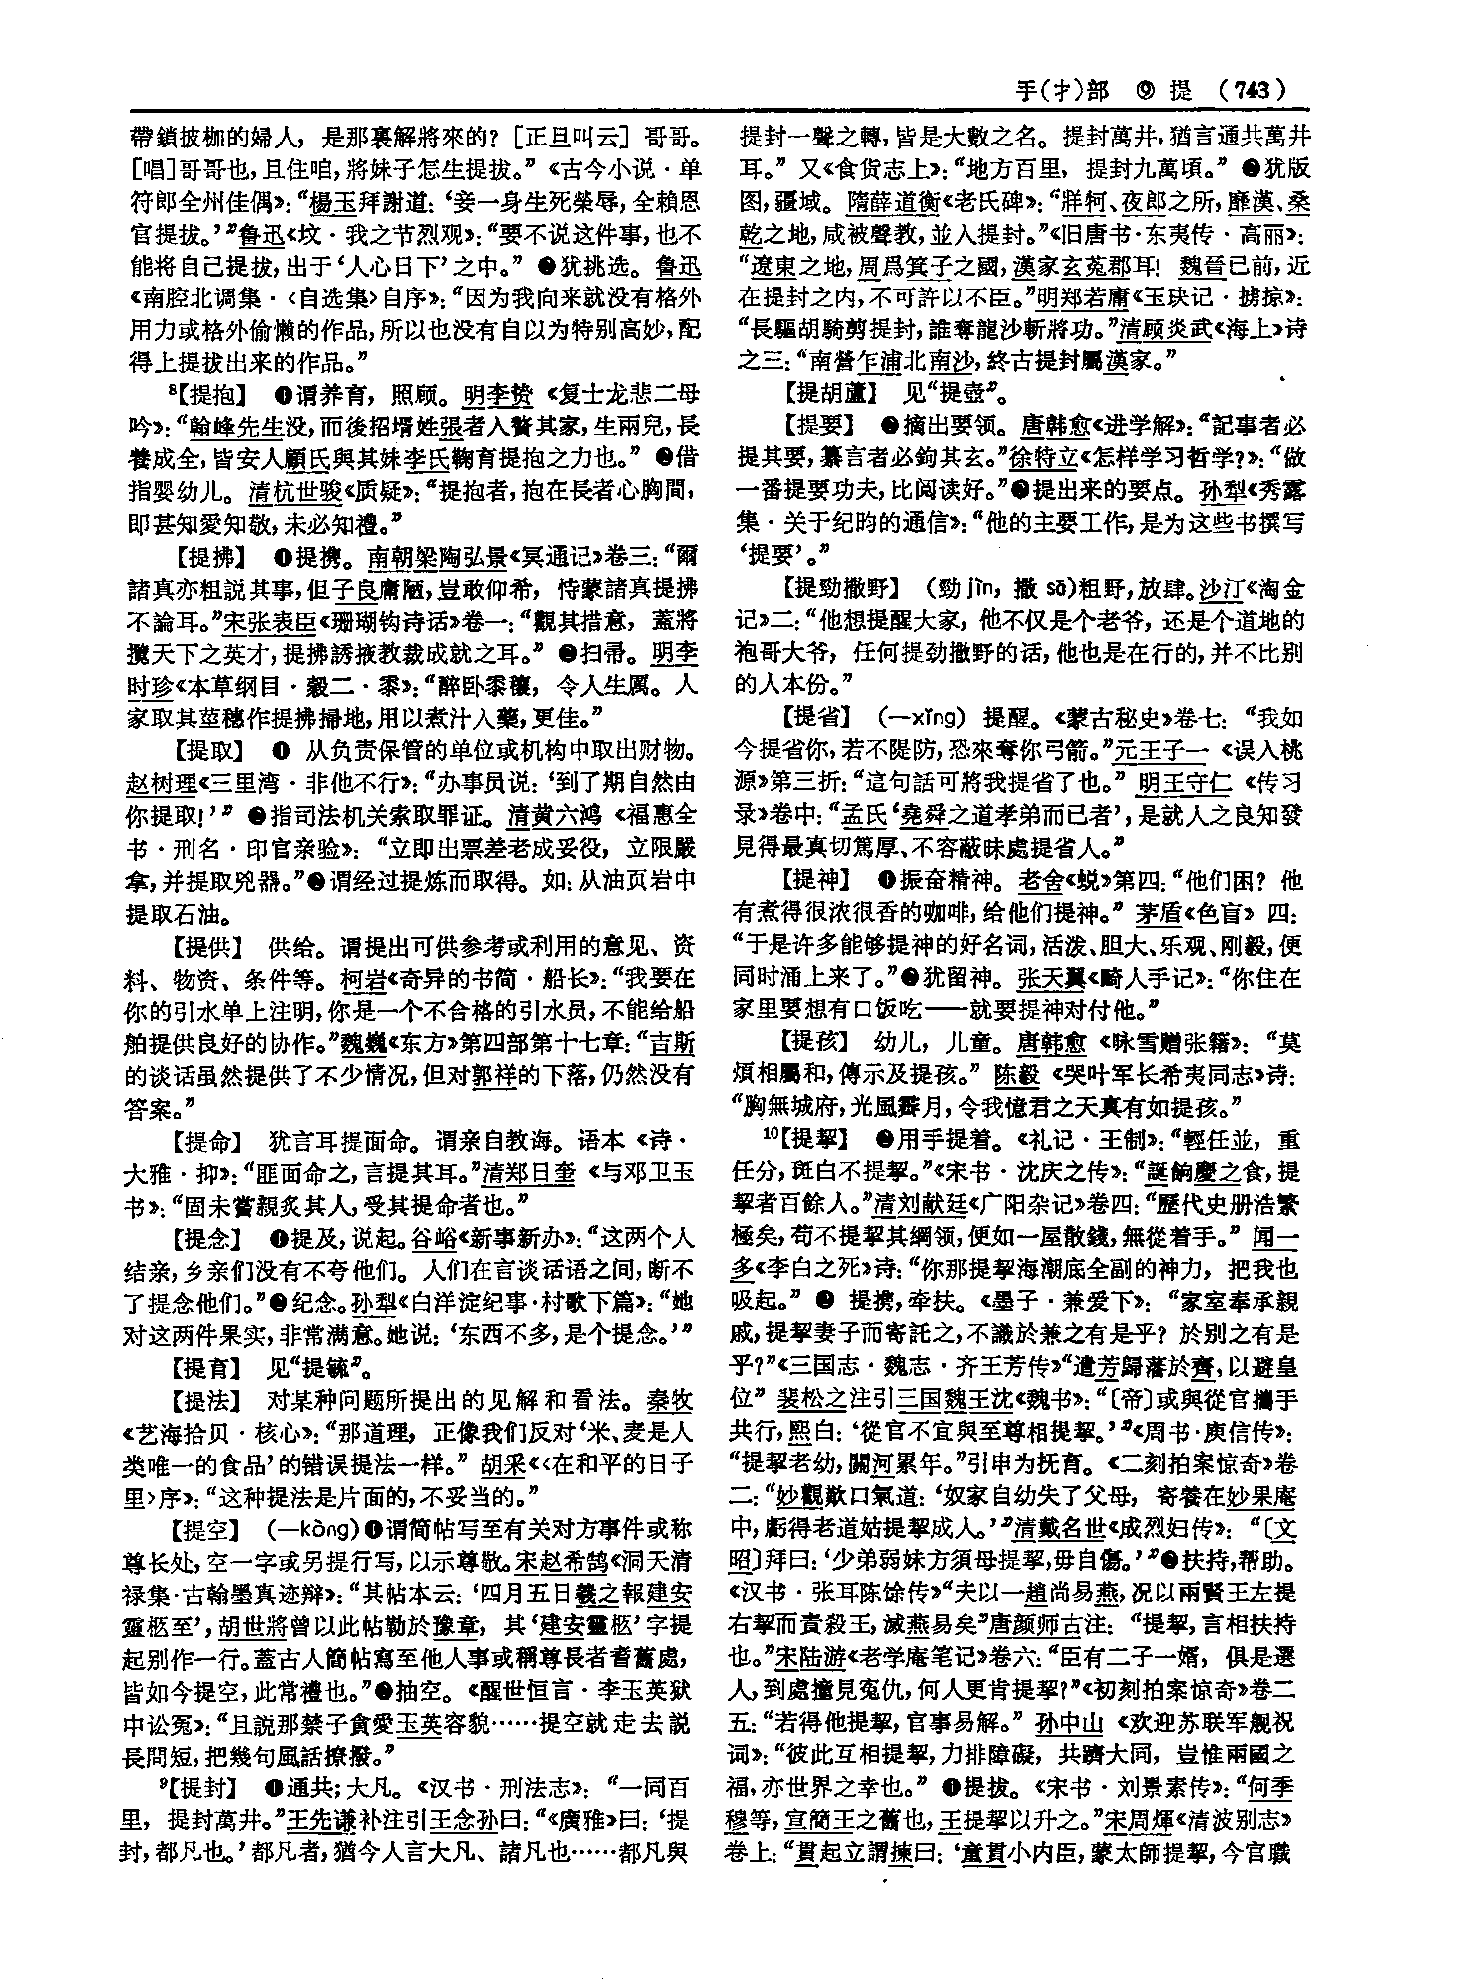 手(扌)部 ⑨ 提 (743)
帶鎖披枷的婦人，是那裏解將來的？［正旦叫云］哥哥。
［唱］哥哥也，且住咱，將妹子怎生提拔。”《古今小说·单
符郎全州佳偶》：“楊玉拜謝道：‘妾一身生死榮辱，全賴恩
官提拔。’”鲁迅《坟·我之节烈观》：“要不说这件事，也不
能将自己提拔，出于‘人心日下’之中。” ❸犹挑选。鲁迅
《南腔北调集·〈自选集〉自序》：“因为我向来就没有格外
用力或格外偷懒的作品，所以也没有自以为特别高妙，配
得上提拔出来的作品。”
8【提抱】 ❶谓养育，照顾。明李贽《复士龙悲二母
吟》：“翰峰先生没，而後招壻姓張者入贅其家，生兩兒，長
養成全，皆安人顧氏與其妹李氏鞠育提抱之力也。” ❷借
指婴幼儿。清杭世骏《质疑》：“提抱者，抱在長者心胸間，
即甚知愛知敬，未必知禮。”
【提拂】 ❶提携。南朝梁陶弘景《冥通记》卷三：“爾
諸真亦粗説其事，但子良庸陋，豈敢仰希，恃蒙諸真提拂
不論耳。”宋张表臣《珊瑚钩诗话》卷一：“觀其措意，蓋將
攬天下之英才，提拂誘掖教裁成就之耳。” ❷扫帚。明李
时珍《本草纲目·穀二·黍》：“醉卧黍穰，令人生厲。人
家取其莖穗作提拂掃地，用以煮汁入藥，更佳。”
【提取】 ❶ 从负责保管的单位或机构中取出财物。
赵树理《三里湾·非他不行》：“办事员说：‘到了期自然由
你提取！’” ❷指司法机关索取罪证。清黄六鸿《福惠全
书·刑名·印官亲验》：“立即出票差老成妥役，立限嚴
拿，并提取兇器。”❸谓经过提炼而取得。如：从油页岩中
提取石油。
【提供】 供给。谓提出可供参考或利用的意见、资
料、物资、条件等。柯岩《奇异的书简·船长》：“我要在
你的引水单上注明，你是一个不合格的引水员，不能给船
舶提供良好的协作。”魏巍《东方》第四部第十七章：“吉斯
的谈话虽然提供了不少情况，但对郭祥的下落，仍然没有
答案。”
【提命】 犹言耳提面命。谓亲自教诲。语本《诗·
大雅·抑》：“匪面命之，言提其耳。”清郑日奎《与邓卫玉
书》：“固未嘗親炙其人，受其提命者也。”
【提念】 ❶提及，说起。谷峪《新事新办》：“这两个人
结亲，乡亲们没有不夸他们。人们在言谈话语之间，断不
了提念他们。”❷纪念。孙犁《白洋淀纪事·村歌下篇》：“她
对这两件果实，非常满意。她说：‘东西不多，是个提念。’”
【提育】 见“提毓”。
【提法】 对某种问题所提出的见解和看法。秦牧
《艺海拾贝·核心》：“那道理，正像我们反对‘米、麦是人
类唯一的食品’的错误提法一样。” 胡采《〈在和平的日子
里〉序》：“这种提法是片面的，不妥当的。”
【提空】 （—kòng）❶谓简帖写至有关对方事件或称
尊长处，空一字或另提行写，以示尊敬。宋赵希鹄《洞天清
禄集·古翰墨真迹辩》：“其帖本云：‘四月五日羲之報建安
靈柩至’，胡世將曾以此帖勒於豫章，其‘建安靈柩’字提
起别作一行。蓋古人簡帖寫至他人事或稱尊長者耆舊處，
皆如今提空，此常禮也。”❷抽空。《醒世恒言·李玉英狱
中讼冤》：“且説那禁子貪愛玉英容貌……提空就走去説
長問短，把幾句風話撩撥。”
9【提封】 ❶通共；大凡。《汉书·刑法志》：“一同百
里，提封萬井。”王先谦补注引王念孙曰：“《廣雅》曰：‘提
封，都凡也。’都凡者，猶今人言大凡、諸凡也……都凡與
提封一聲之轉，皆是大數之名。提封萬井，猶言通共萬井
耳。” 又《食货志上》：“地方百里，提封九萬頃。” ❷犹版
图，疆域。隋薛道衡《老氏碑》：“牂牁、夜郎之所，靡漢、桑
乾之地，咸被聲教，並入提封。”《旧唐书·东夷传·高丽》：
“遼東之地，周爲箕子之國，漢家玄菟郡耳！魏晉已前，近
在提封之内，不可許以不臣。”明郑若庸《玉玦记·掳掠》：
“長驅胡騎剪提封，誰奪龍沙斬將功。”清顾炎武《海上》诗
之三：“南營乍浦北南沙，終古提封屬漢家。”
【提胡蘆】 见“提壶”。
【提要】 ❶摘出要领。唐韩愈《进学解》：“記事者必
提其要，纂言者必鉤其玄。”徐特立《怎样学习哲学？》：“做
一番提要功夫，比阅读好。”❷提出来的要点。孙犁《秀露
集·关于纪昀的通信》：“他的主要工作，是为这些书撰写
‘提要’。”
【提勁撒野】 （勁 jìn，撒 sā）粗野，放肆。沙汀《淘金
记》二：“他想提醒大家，他不仅是个老爷，还是个道地的
袍哥大爷，任何提劲撒野的话，他也是在行的，并不比别
的人本份。”
【提省】 （—xǐng） 提醒。《蒙古秘史》卷七：“我如
今提省你，若不隄防，恐來奪你弓箭。”元王子一《误入桃
源》第三折：“這句話可將我提省了也。” 明王守仁《传习
录》卷中：“孟氏‘堯舜之道孝弟而已者’，是就人之良知發
見得最真切篤厚、不容蔽昧處提省人。”
【提神】 ❶振奋精神。老舍《蜕》第四：“他们困？他
有煮得很浓很香的咖啡，给他们提神。” 茅盾《色盲》四：
“于是许多能够提神的好名词，活泼、胆大、乐观、刚毅，便
同时涌上来了。”❷犹留神。张天翼《畸人手记》：“你住在
家里要想有口饭吃——就要提神对付他。”
【提孩】 幼儿，儿童。唐韩愈《咏雪赠张籍》：“莫
煩相屬和，傳示及提孩。” 陈毅《哭叶军长希夷同志》诗：
“胸無城府，光風霽月，令我憶君之天真有如提孩。”
10【提挈】 ❶用手提着。《礼记·王制》：“輕任並，重
任分，斑白不提挈。”《宋书·沈庆之传》：“誕餉慶之食，提
挈者百餘人。”清刘献廷《广阳杂记》卷四：“歷代史册浩繁
極矣，苟不提挈其綱領，便如一屋散錢，無從着手。” 闻一
多《李白之死》诗：“你那提挈海潮底全副的神力，把我也
吸起。” ❷ 提携，牵扶。《墨子·兼爱下》：“家室奉承親
戚，提挈妻子而寄託之，不識於兼之有是乎？於别之有是
乎？”《三国志·魏志·齐王芳传》“遣芳歸藩於齊，以避皇
位” 裴松之注引三国魏王沈《魏书》：“〔帝〕或與從官攜手
共行，熙白：‘從官不宜與至尊相提挈。’”《周书·庾信传》：
“提挈老幼，關河累年。”引申为抚育。《二刻拍案惊奇》卷
二：“妙觀歎口氣道：‘奴家自幼失了父母，寄養在妙果庵
中，虧得老道姑提挈成人。’”清戴名世《成烈妇传》：“〔文
昭〕拜曰：‘少弟弱妹方須母提挈，毋自傷。’”❸扶持，帮助。
《汉书·张耳陈馀传》“夫以一趙尚易燕，况以兩賢王左提
右挈而責殺王，滅燕易矣”唐颜师古注：“提挈，言相扶持
也。”宋陆游《老学庵笔记》卷六：“臣有二子一婿，俱是選
人，到處撞見冤仇，何人更肯提挈？”《初刻拍案惊奇》卷二
五：“若得他提挈，官事易解。” 孙中山《欢迎苏联军舰祝
词》：“彼此互相提挈，力排障礙，共躋大同，豈惟兩國之
福，亦世界之幸也。” ❹提拔。《宋书·刘景素传》：“何季
穆等，宣簡王之舊也，王提挈以升之。”宋周煇《清波别志》
卷上：“貫起立謂揀曰：‘童貫小内臣，蒙太師提挈，今官職